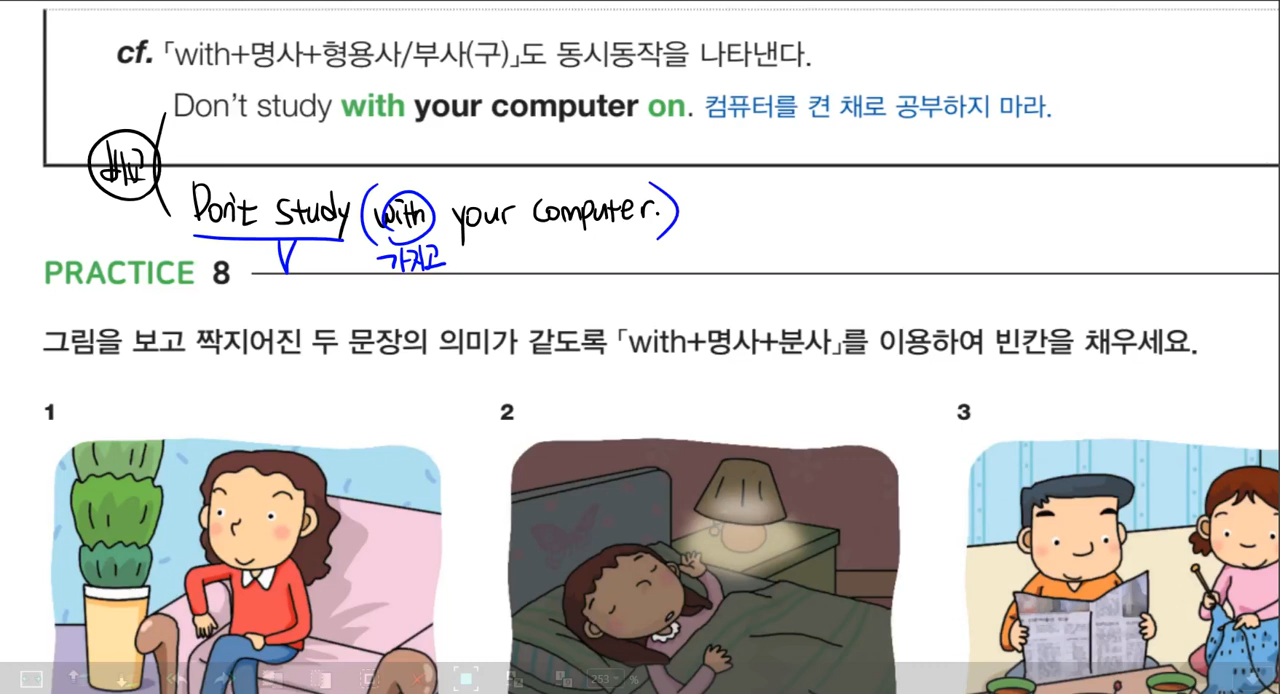 cf. 「with+명사+형용사/부사(구)」도 동시동작을 나타낸다.
Don't study with your computer on. 컴퓨터를 켠 채로 공부하지 마라.
비교
Don't study (with your computer.)
가지고
PRACTICE 8
그림을 보고 짝지어진 두 문장의 의미가 같도록 「with+명사+분사」를 이용하여 빈칸을 채우세요.
1 2 3
253 %